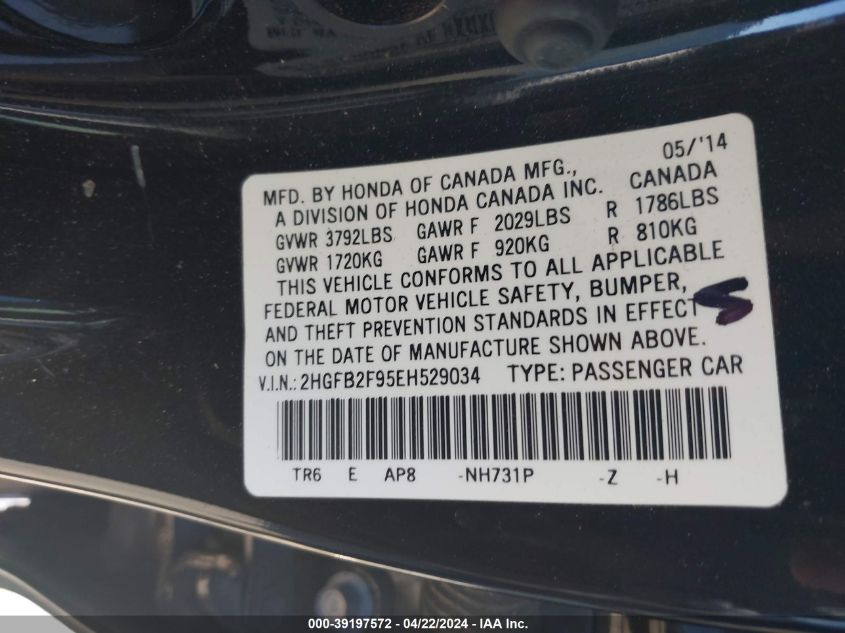 05/'14
MFD. BY HONDA OF CANADA MFG.,
A DIVISION OF HONDA CANADA INC. CANADA
GVWR 3792LBS GAWR F 2029LBS R 1786LBS
GVWR 1720KG GAWR F 920KG R 810KG
THIS VEHICLE CONFORMS TO ALL APPLICABLE
FEDERAL MOTOR VEHICLE SAFETY, BUMPER,
AND THEFT PREVENTION STANDARDS IN EFFECT
ON THE DATE OF MANUFACTURE SHOWN ABOVE.
V.I.N.: 2HGFB2F95EH529034 TYPE: PASSENGER CAR
TR6 E AP8 -NH731P -Z -H
000-39197572 - 04/22/2024 - IAA Inc.